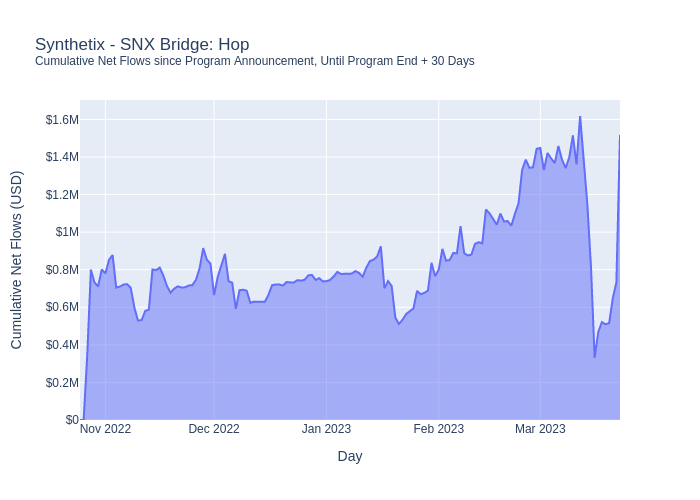 Synthetix - SNX Bridge: Hop
Cumulative Net Flows since Program Announcement, Until Program End + 30 Days
Cumulative Net Flows (USD)
$1.6M
$1.4M
$1.2M
$1M
$0.8M
$0.6M
$0.4M
$0.2M
$0
Nov 2022
Dec 2022
Jan 2023
Feb 2023
Mar 2023
Day